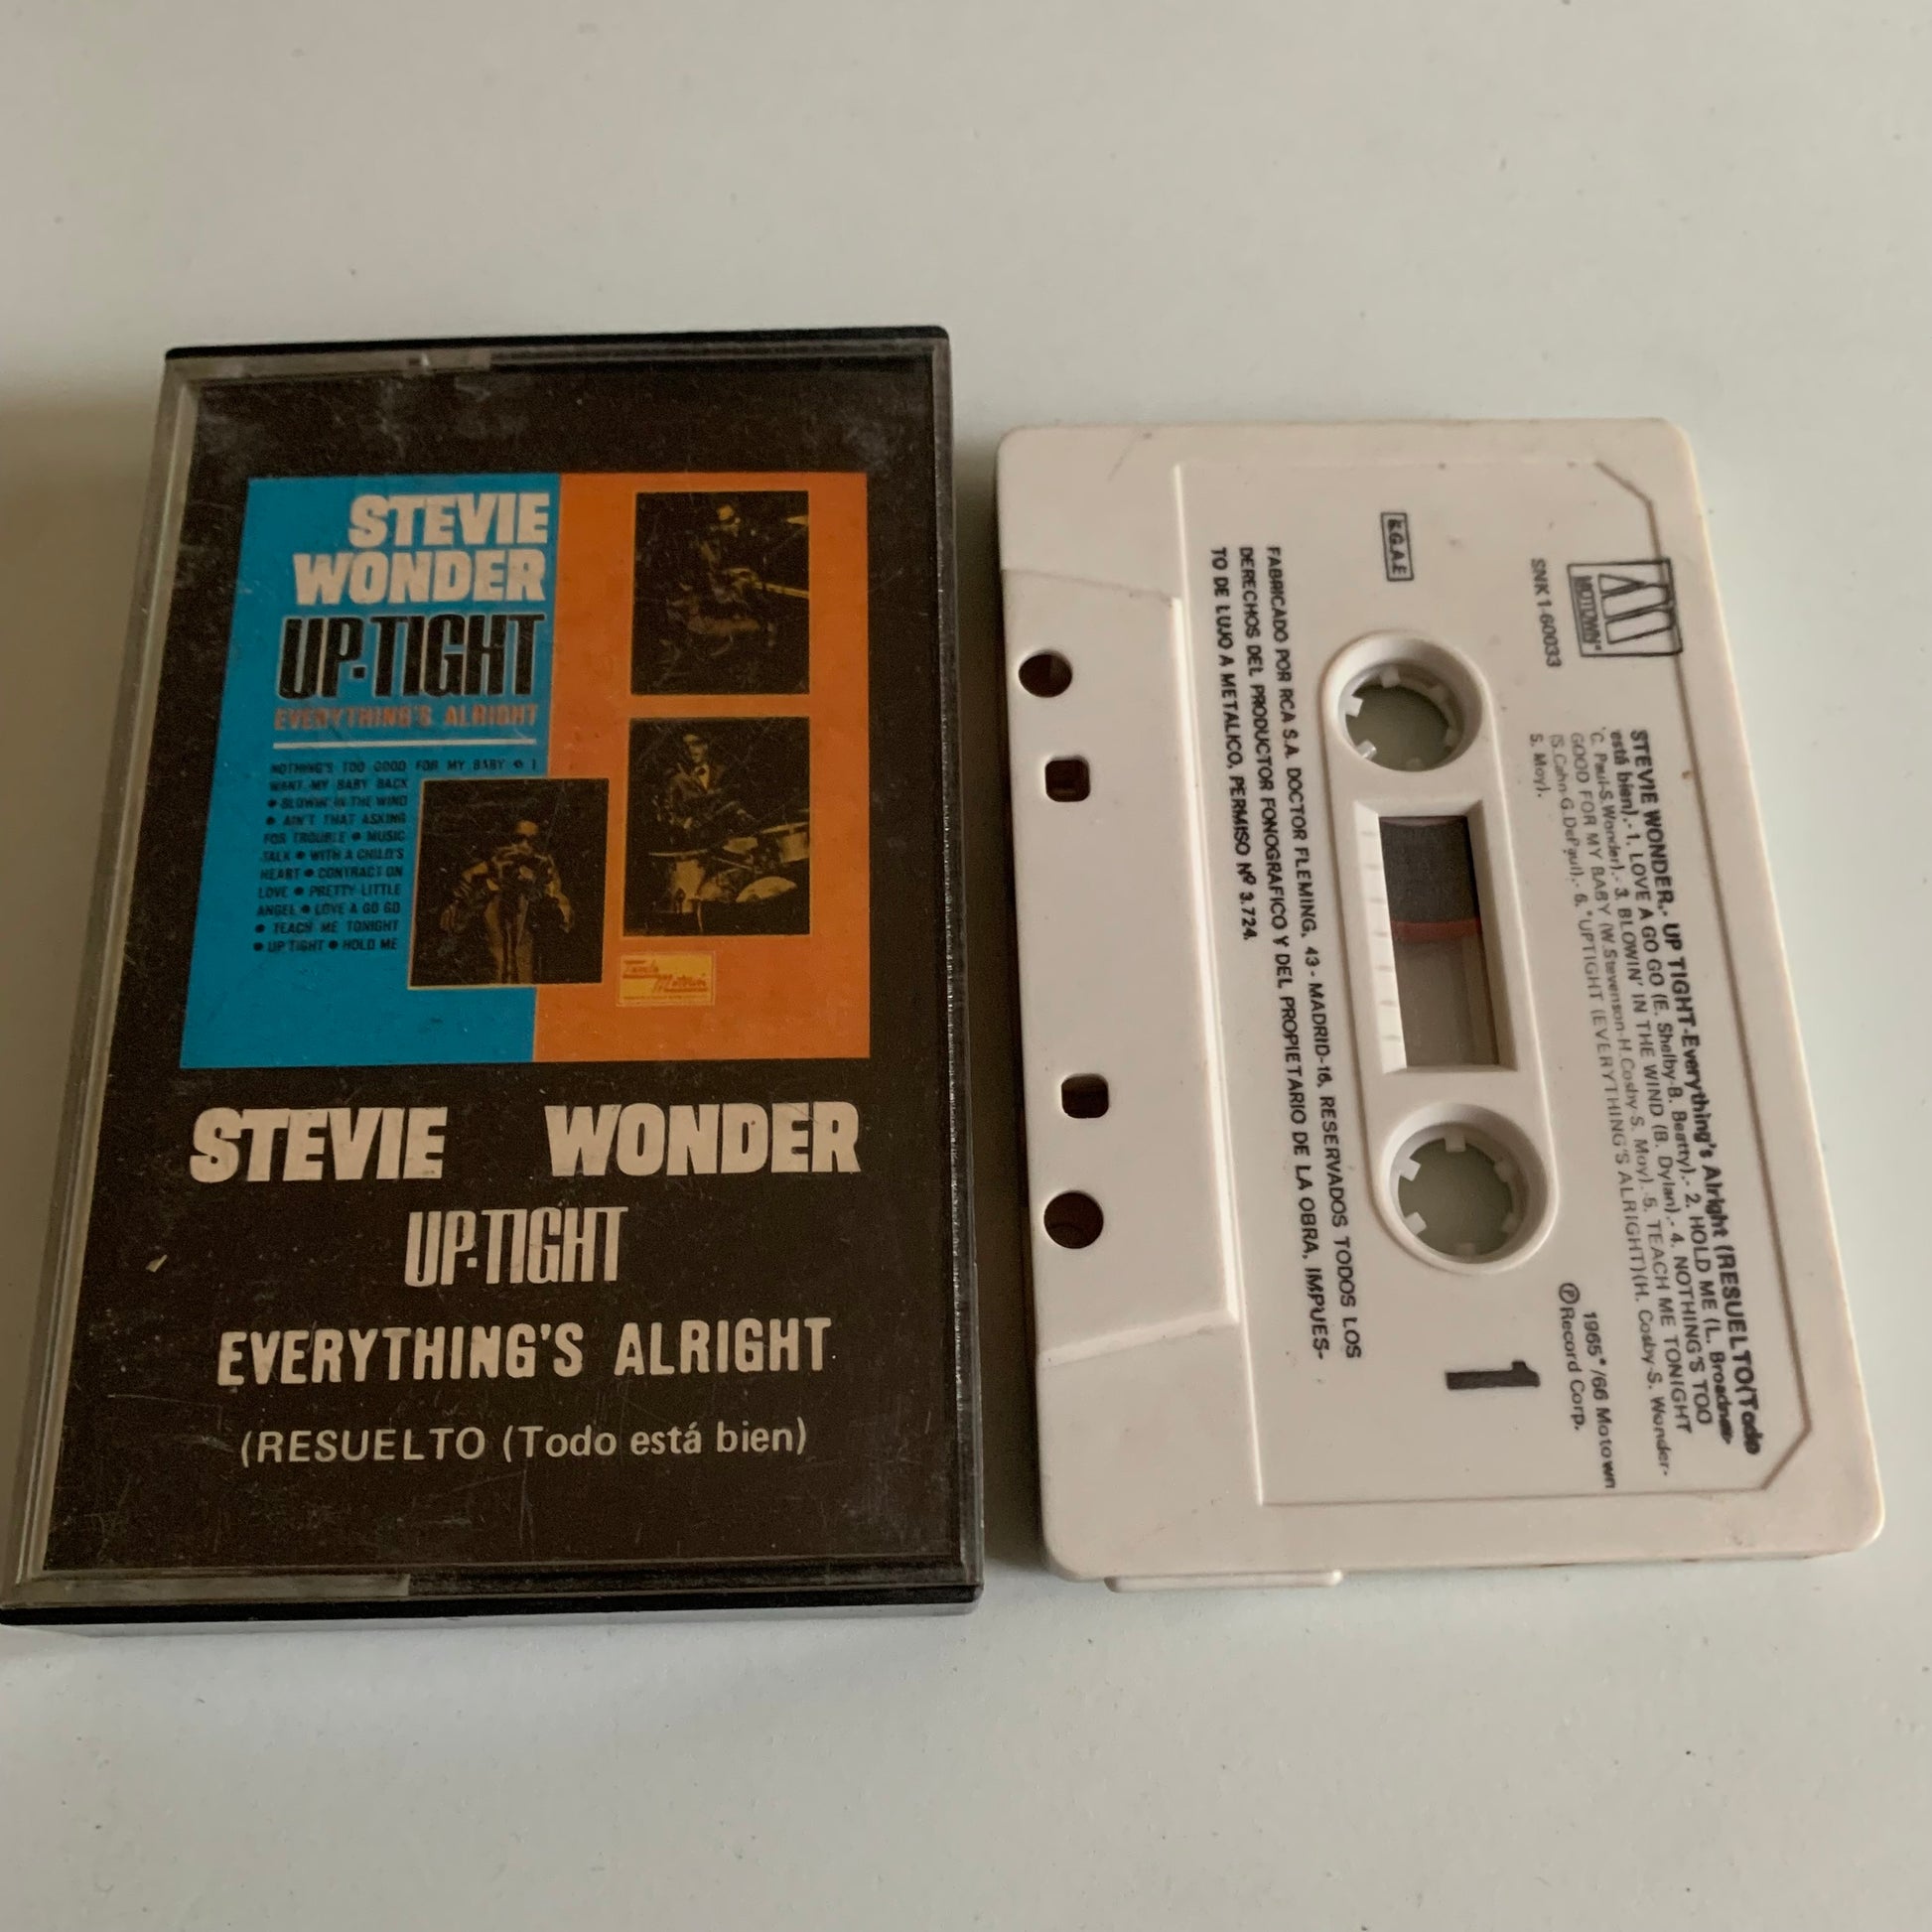 STEVIE
WONDER
UP-TIGHT
EVERYTHING'S ALRIGHT
NOTHING'S TOO GOOD FOR MY BABY ● I
WANT MY BABY BACK
● BLOWIN' IN THE WIND
● AIN'T THAT ASKING
FOR TROUBLE ● MUSIC
TALK ● WITH A CHILD'S
HEART ● CONTRACT ON
LOVE ● PRETTY LITTLE
ANGEL ● LOVE A GO GO
● TEACH ME TONIGHT
● UPTIGHT ● HOLD ME
Tamla
Motown
STEVIE WONDER
UP-TIGHT
EVERYTHING'S ALRIGHT
(RESUELTO (Todo está bien)
MOTOWN
SNK1-60033
STEVIE WONDER.- UP TIGHT-Everything's Alright (RESUELTO(Todo
está bien).- 1. LOVE A GO GO (E. Shelby-B. Beatty).- 2. HOLD ME (L. Broadnax-
C. Paul-S.Wonder).- 3. BLOWIN' IN THE WIND (B. Dylan).- 4. NOTHING'S TOO
GOOD FOR MY BABY (W.Stevenson-H.Cosby-S. Moy).-5. TEACH ME TONIGHT
(S.Cahn-G.DePaul).- 6.*UPTIGHT (EVERYTHING'S ALRIGHT)(H. Cosby-S. Wonder-
S. Moy).
1965*/66 Motown
Ⓟ Record Corp.
S.G.A.E
1
FABRICADO POR RCA S.A. DOCTOR FLEMING, 43 - MADRID-16. RESERVADOS TODOS LOS
DERECHOS DEL PRODUCTOR FONOGRAFICO Y DEL PROPIETARIO DE LA OBRA. IMPUES-
TO DE LUJO A METALICO, PERMISO Nº 3.724.